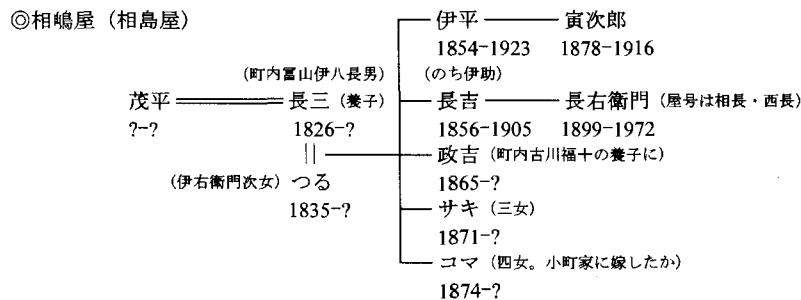 ◎相嶋屋（相島屋）
伊平 寅次郎
1854-1923 1878-1916
(町内冨山伊八長男) (のち伊助)
茂平 長三 (養子) 長吉 長右衛門 (屋号は相長・西長)
?-? 1826-? 1856-1905 1899-1972
政吉 (町内古川福十の養子に)
(伊右衛門次女) つる 1865-?
1835-? サキ (三女)
1871-?
コマ (四女。小町家に嫁したか)
1874-?